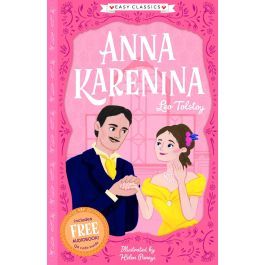 EASY CLASSICS
ANNA
KARENINA
Leo Tolstoy
Includes
FREE
AUDIOBOOK!
Illustrated by